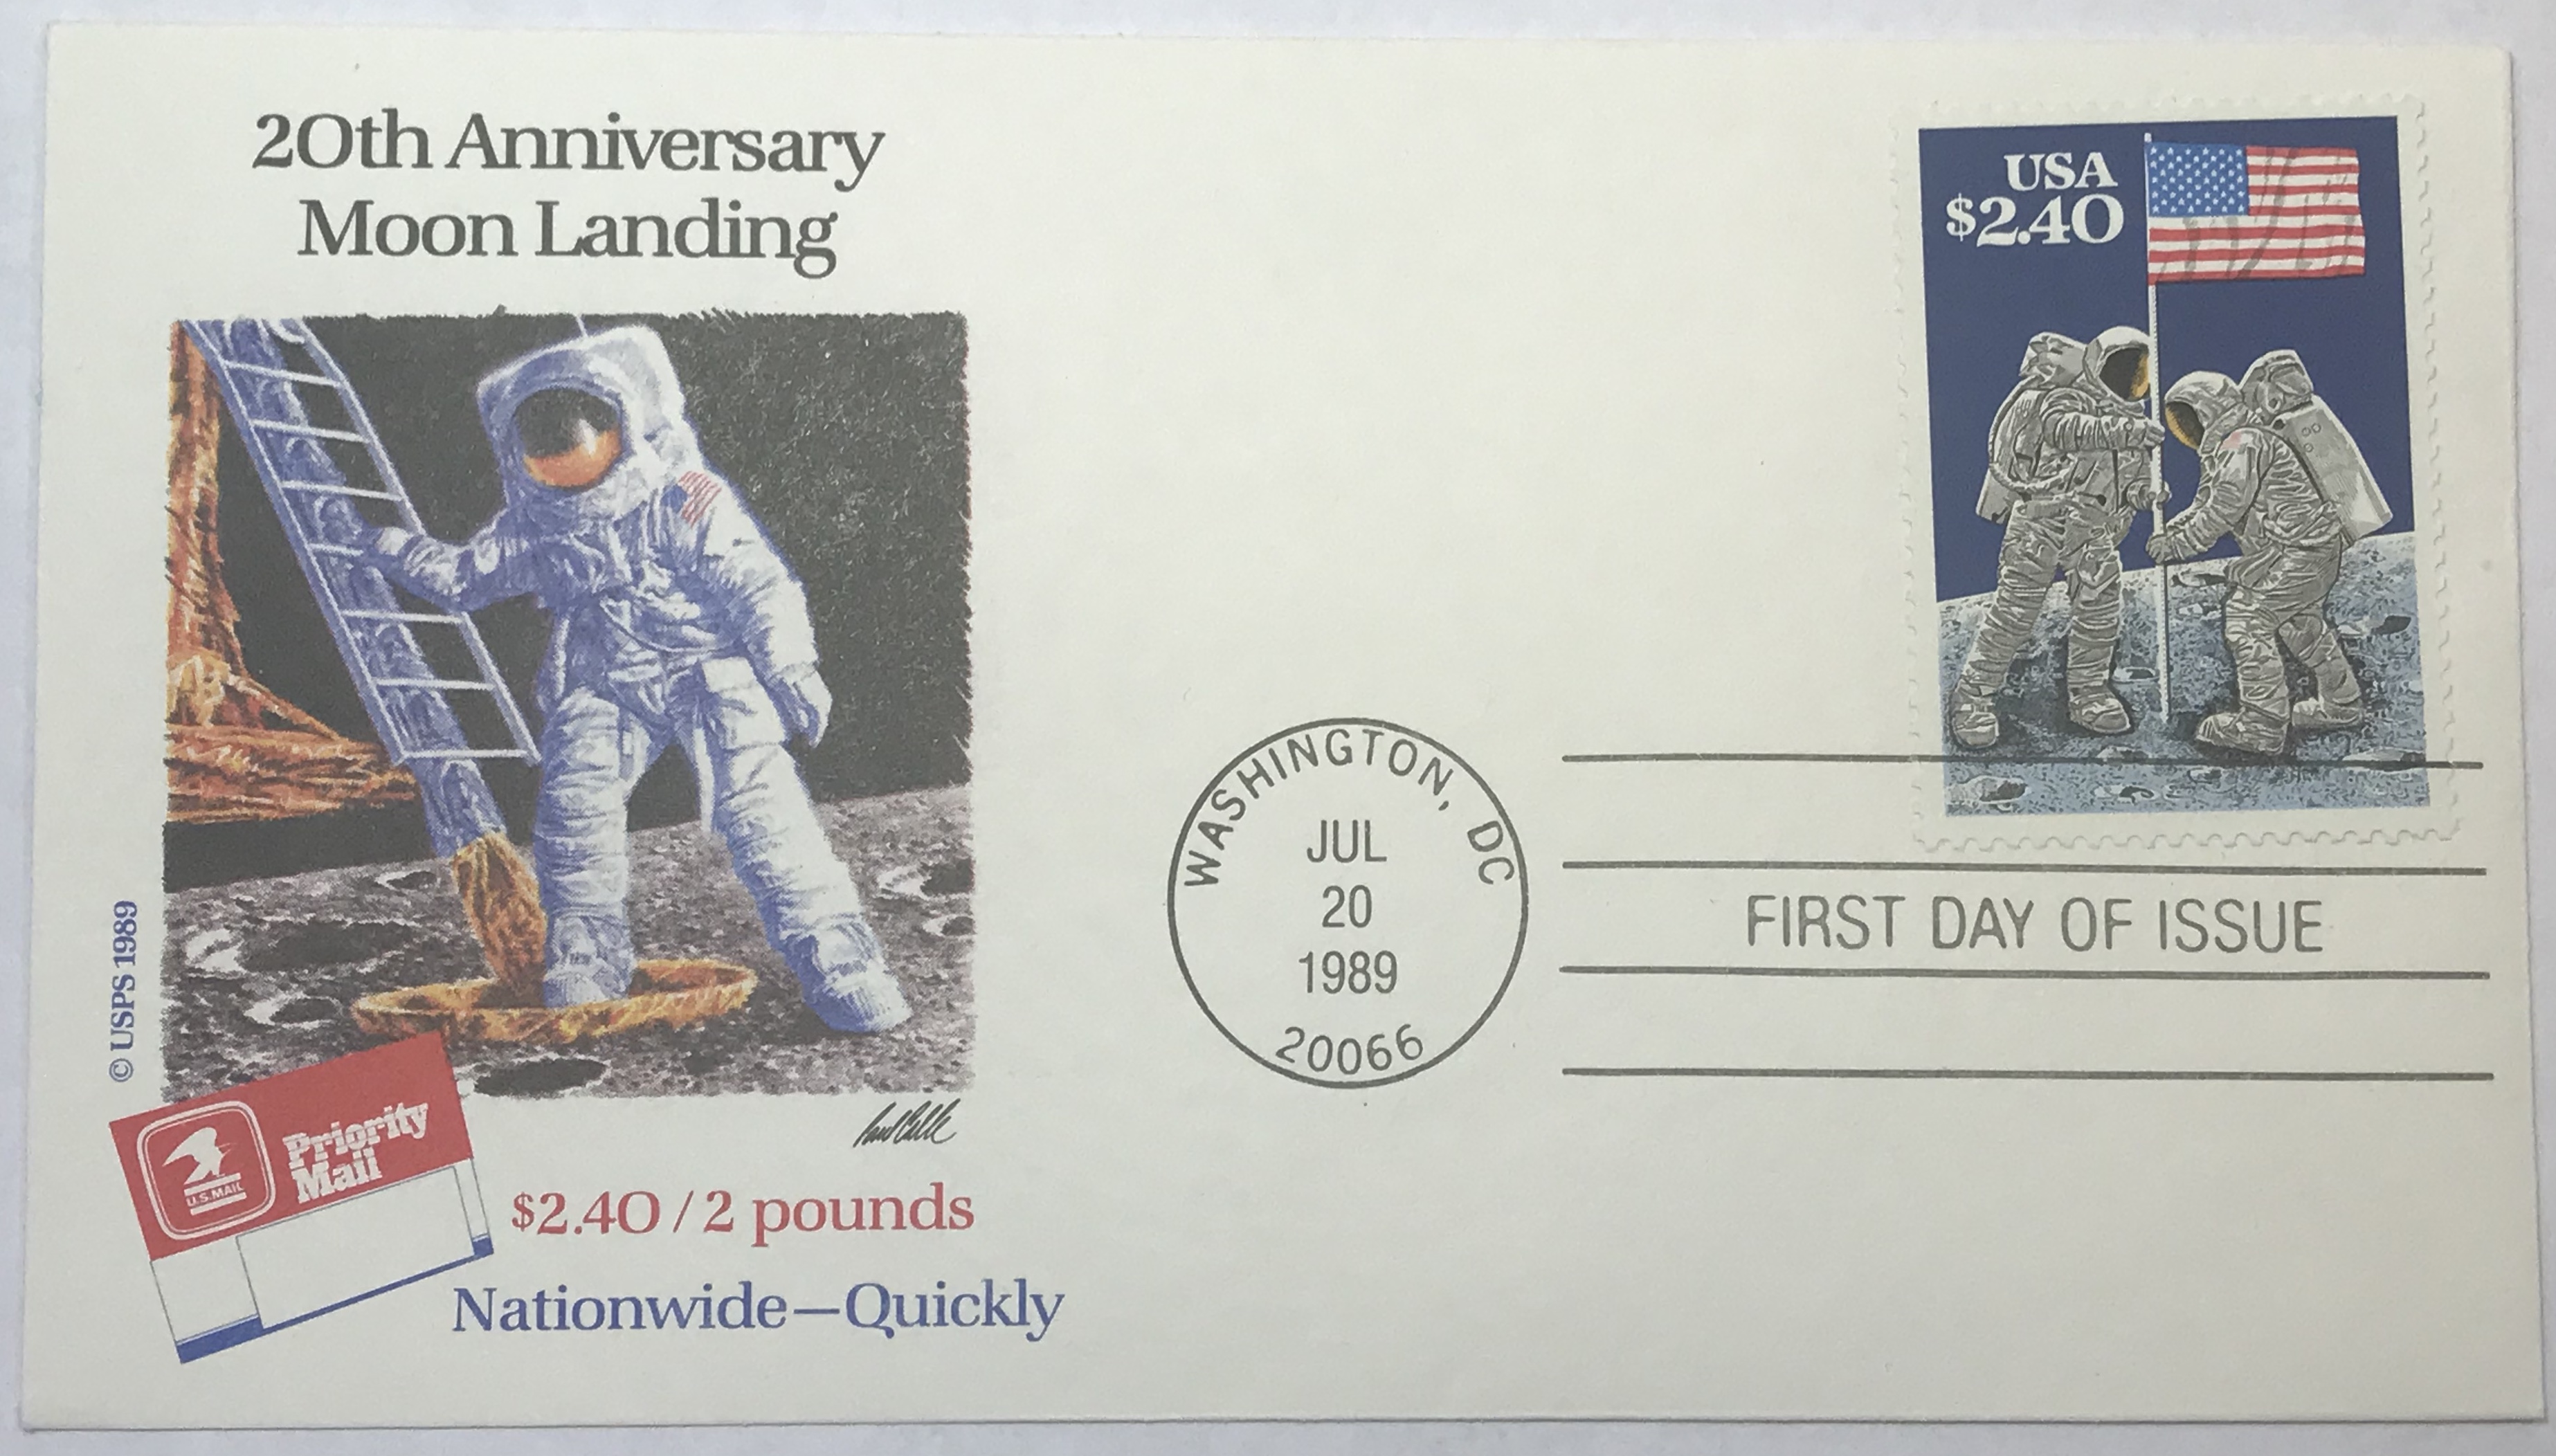 20th Anniversary
Moon Landing
USA
$2.40
© USPS 1989
WASHINGTON, DC
JUL
20
1989
20066
FIRST DAY OF ISSUE
U.S. MAIL
Priority
Mail
$2.40 / 2 pounds
Nationwide—Quickly